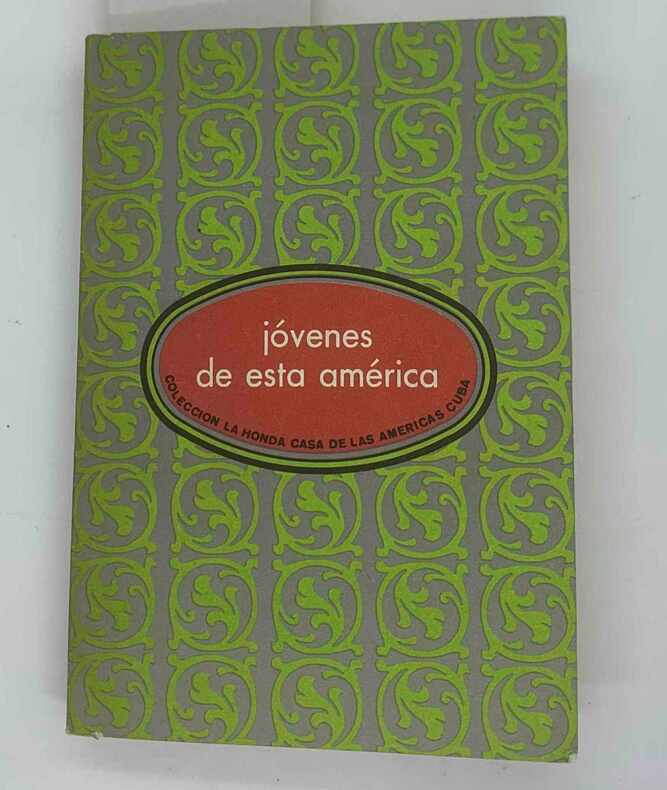 jóvenes
de esta américa
COLECCION LA HONDA CASA DE LAS AMERICAS CUBA